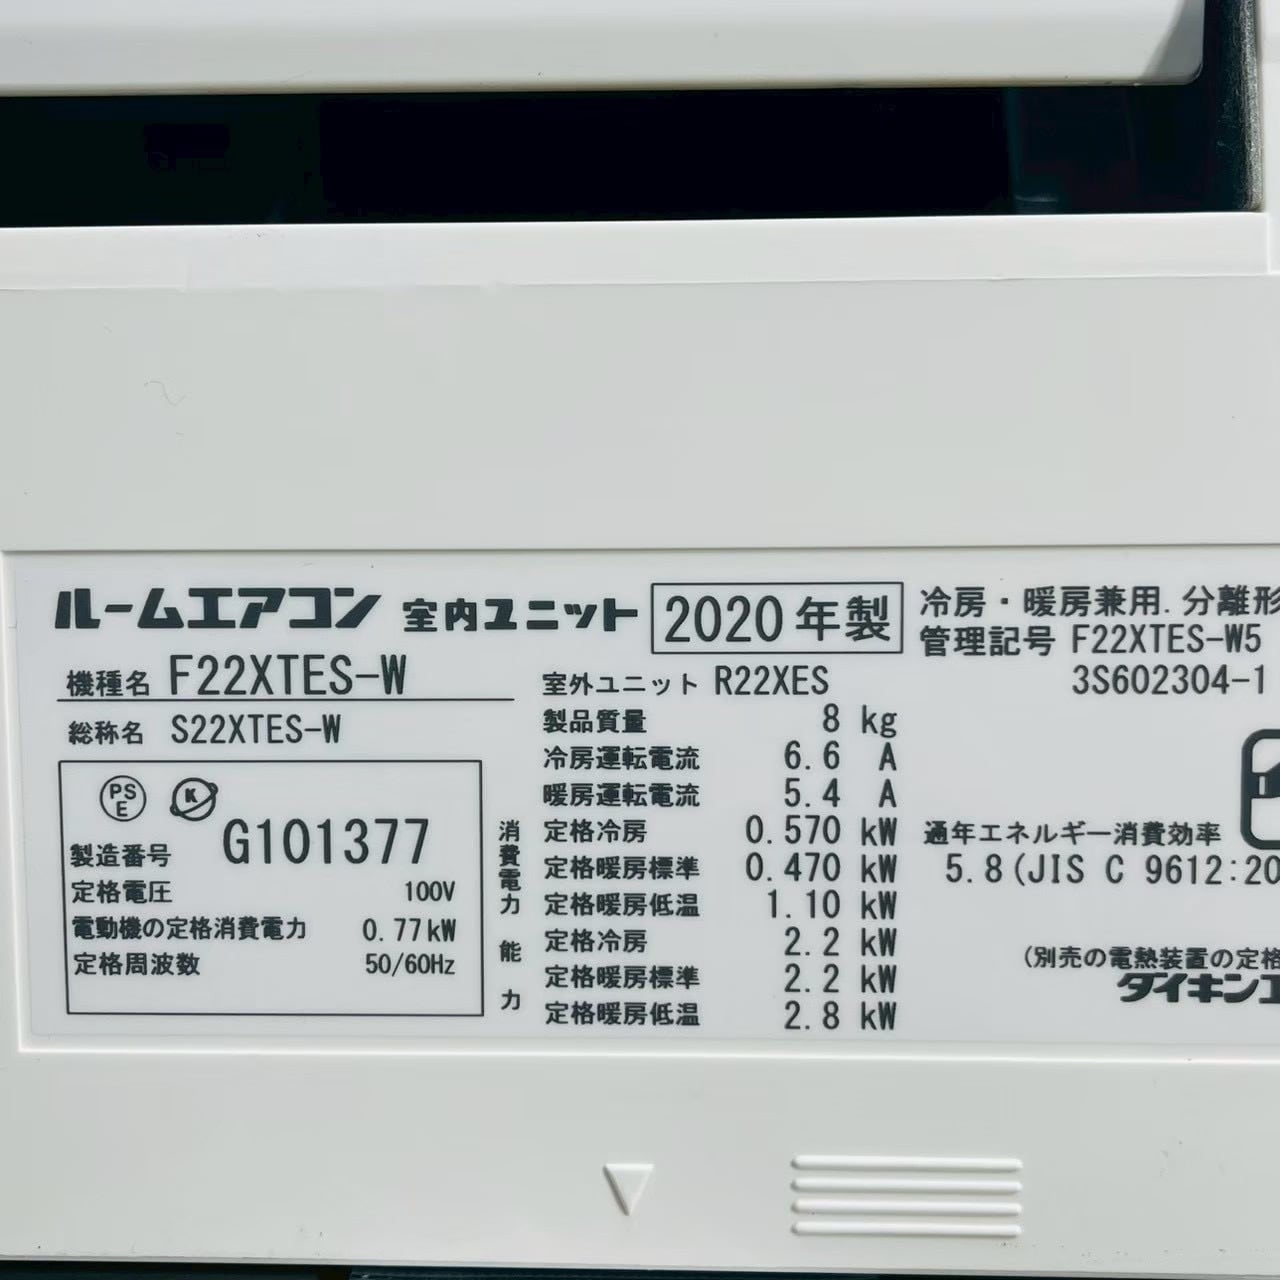 ルームエアコン 室内ユニット 2020年製
機種名 F22XTES-W
総称名 S22XTES-W
PS
E
K
製造番号 G101377
定格電圧 100V
電動機の定格消費電力 0.77kW
定格周波数 50/60Hz
室外ユニット R22XES
製品質量 8 kg
冷房運転電流 6.6 A
暖房運転電流 5.4 A
消費電力
定格冷房 0.570 kW
定格暖房標準 0.470 kW
定格暖房低温 1.10 kW
能力
定格冷房 2.2 kW
定格暖房標準 2.2 kW
定格暖房低温 2.8 kW
冷房・暖房兼用.分離形
管理記号 F22XTES-W5
3S602304-1
通年エネルギー消費効率
5.8(JIS C 9612:20
(別売の電熱装置の定格
ダイキンエ